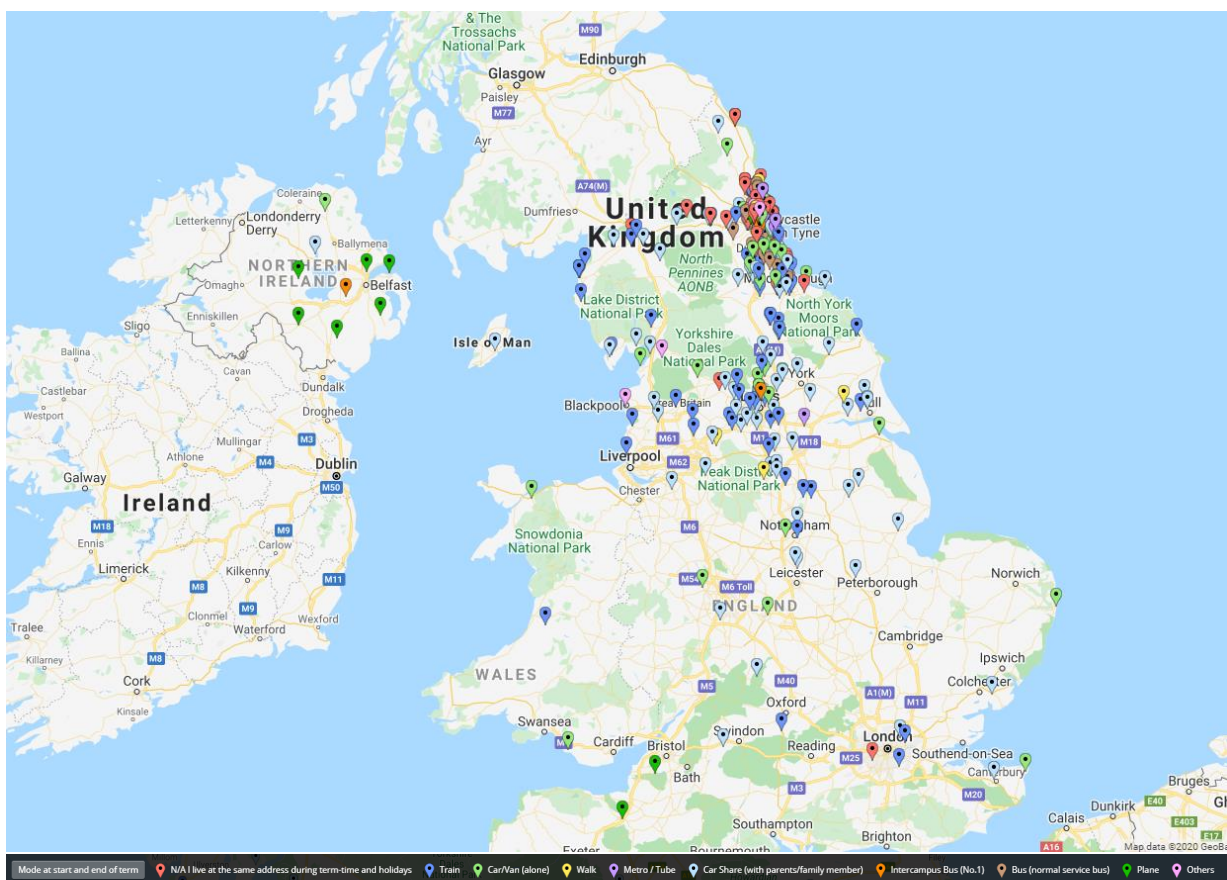 & The
Trossachs
National Park
M90
Edinburgh
Glasgow
Paisley
M77
Ayr
A74(M)
Coleraine
Londonderry
Derry
Letterkenny
Ballymena
Dumfries
United
Kingdom
NORTHERN
IRELAND
Omagh
Belfast
North
Pennines
AONB
Enniskillen
Sligo
Lake District
National Park
North York
Moors
National Park
Isle of Man
Yorkshire
Dales
National Park
Ballina
Cavan
Castlebar
Westport
Dundalk
Drogheda
Blackpool
Mullingar
M3
Athlone
M4
M61
M18
Galway
Dublin
M50
Liverpool
M62
Peak District
National Park
Chester
Ireland
M18
Ennis
M9
Carlow
Snowdonia
National Park
M6
Limerick
Kilkenny
M11
M8
M54
M6 Toll
Leicester
Peterborough
Norwich
Clonmel
M9
Wexford
ENGLAND
Tralee
Waterford
Cambridge
Killarney
M8
WALES
Ipswich
Cork
Colchester
Kinsale
M5
M40
A1(M)
M11
Oxford
Swansea
Swindon
London
Cardiff
Bristol
Reading
Southend-on-Sea
M25
Bath
Canterbury
M3
M20
Bruges
Southampton
Dunkirk
E40
Calais
E403
Exeter
Bournemouth
Brighton
E17
A16
Map data ©2020 GeoBa
Mode at start and end of term N/A I live at the same address during term-time and holidays Train Car/Van (alone) Walk Metro / Tube Car Share (with parents/family member) Intercampus Bus (No.1) Bus (normal service bus) Plane Others